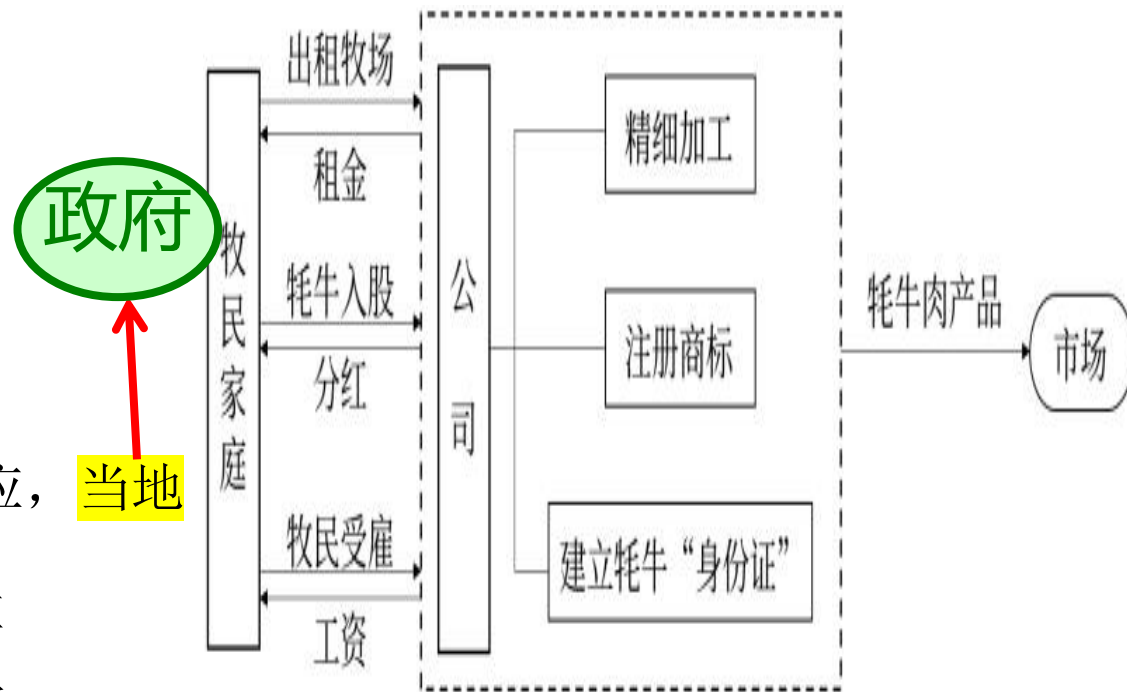 出租牧场
租金
政府
牧民家庭
牦牛入股
分红
牧民受雇
工资
公司
精细加工
注册商标
建立牦牛“身份证”
牦牛肉产品
市场
应，当地